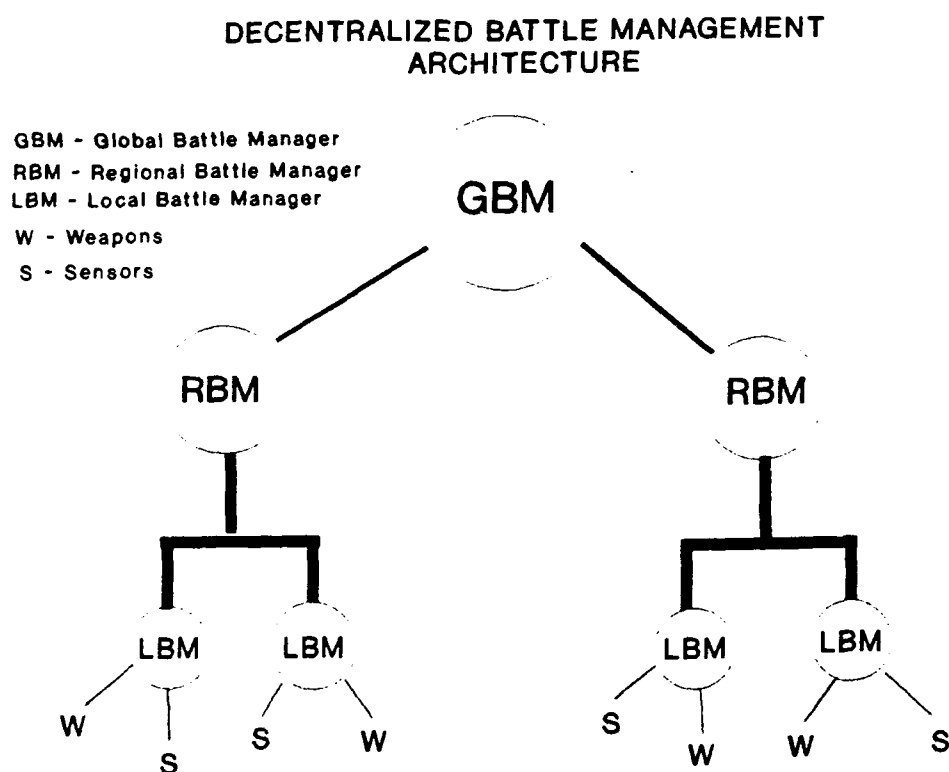 DECENTRALIZED BATTLE MANAGEMENT
ARCHITECTURE
GBM - Global Battle Manager
RBM - Regional Battle Manager
LBM - Local Battle Manager
W - Weapons
S - Sensors
GBM
RBM
RBM
LBM
LBM
LBM
LBM
W
S
S
W
S
W
W
S